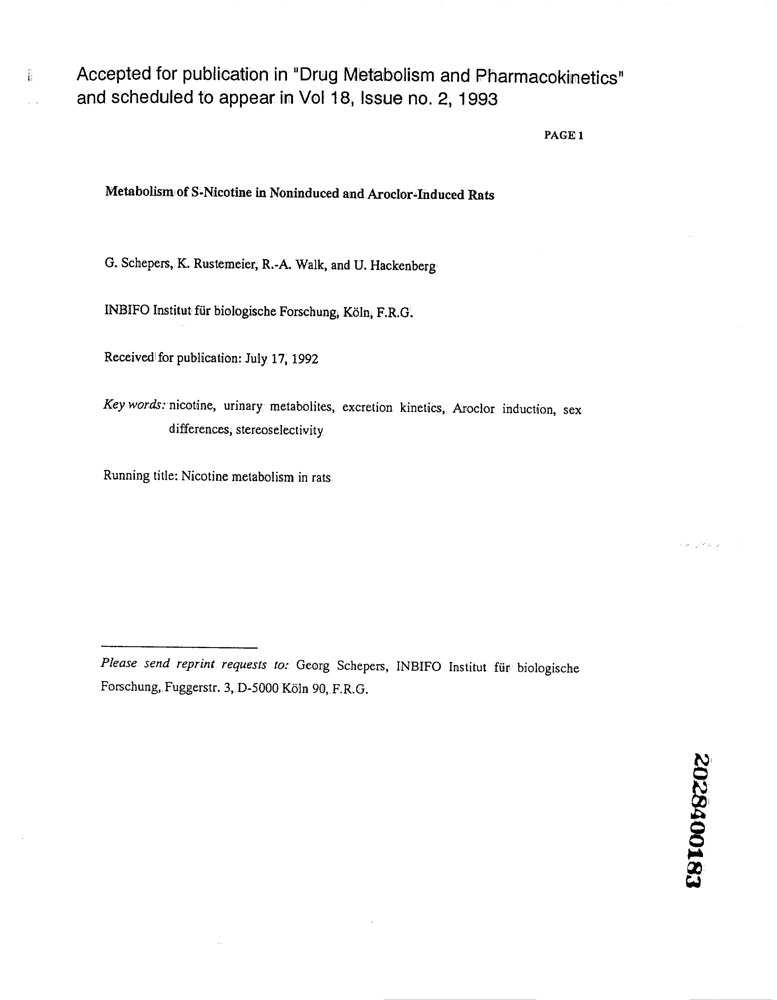 Accepted for publication in "Drug Metabolism and Pharmacokinetics"
and scheduled to appear in Vol 18, Issue no. 2, 1993
PAGE 1
Metabolism of S-Nicotine in Noninduced and Aroclor-Induced Rats
G. Schepers, K. Rustemeier, R.-A. Walk, and U. Hackenberg
INBIFO Institut für biologische Forschung, Köln, F.R.G.
Received for publication: July 17, 1992
Key words: nicotine, urinary metabolites, excretion kinetics, Aroclor induction, sex
differences, stereoselectivity
Running title: Nicotine metabolism in rats
Please send reprint requests to: Georg Schepers, INBIFO Institut für biologische
Forschung, Fuggerstr. 3, D-5000 Köln 90, F.R.G.
2028400183